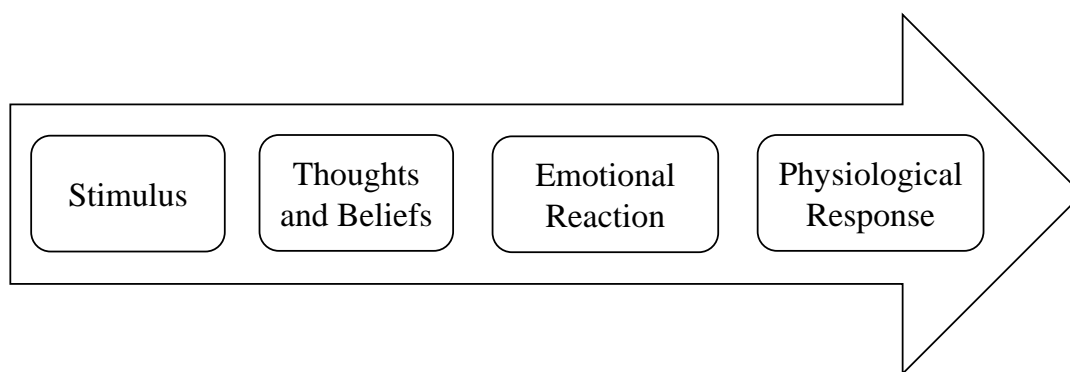 Stimulus
Thoughts
and Beliefs
Emotional
Reaction
Physiological
Response